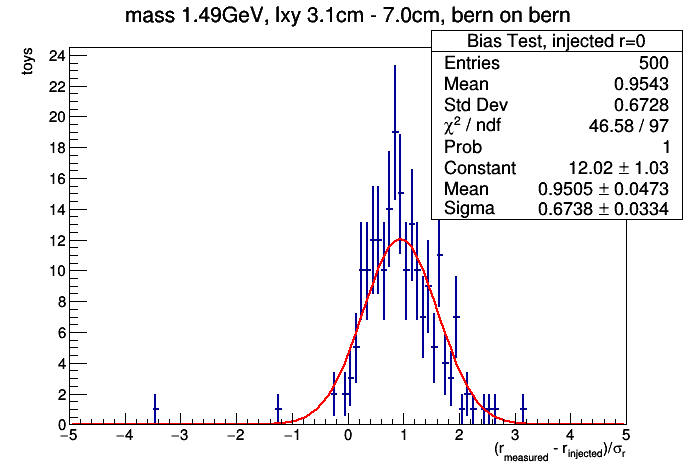 mass 1.49GeV, lxy 3.1cm - 7.0cm, bern on bern
Bias Test, injected r=0
Entries 500
Mean 0.9543
Std Dev 0.6728
χ² / ndf 46.58 / 97
Prob 1
Constant 12.02 ± 1.03
Mean 0.9505 ± 0.0473
Sigma 0.6738 ± 0.0334
toys
24
22
20
18
16
14
12
10
8
6
4
2
0
−5 −4 −3 −2 −1 0 1 2 3 4 5
(r_measured - r_injected)/σ_r